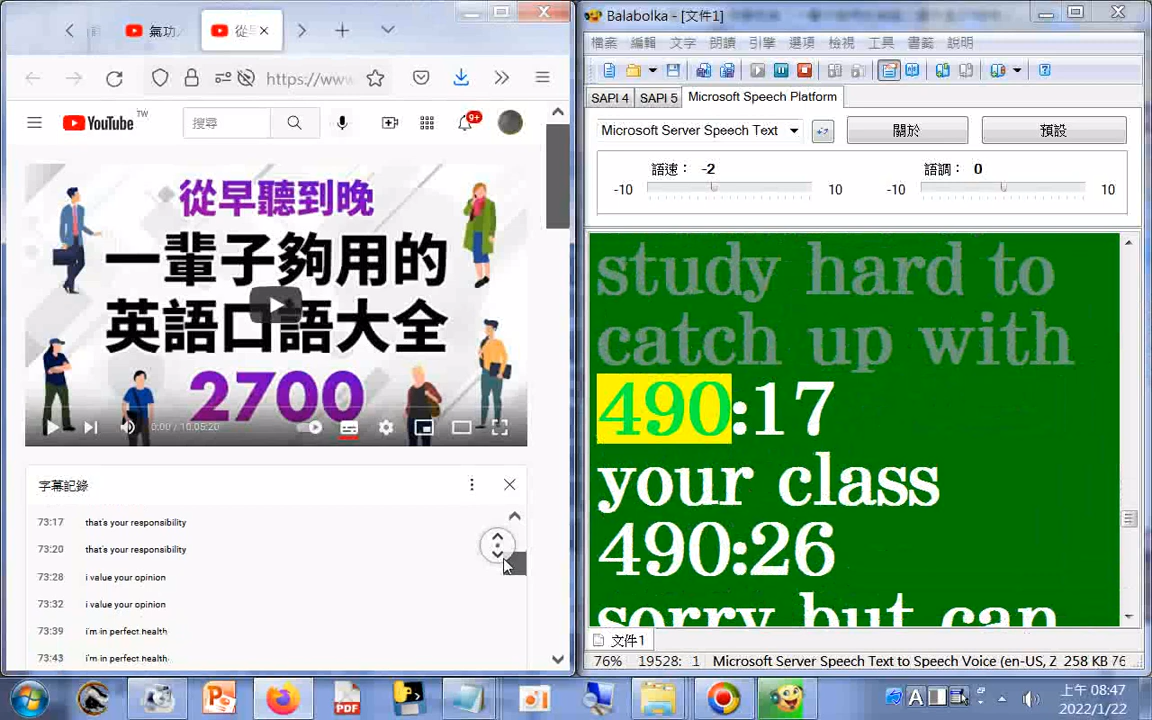 氣功
從
https://www
YouTube TW
搜尋
9+
從早聽到晚
一輩子夠用的
英語口語大全
2700
0:00 / 10:05:20
字幕記錄
73:17 that's your responsibility
73:20 that's your responsibility
73:28 i value your opinion
73:32 i value your opinion
73:39 i'm in perfect health
73:43 i'm in perfect health
Balabolka - [文件1]
檔案 編輯 文字 朗讀 引擎 選項 檢視 工具 書籤 說明
SAPI 4 SAPI 5 Microsoft Speech Platform
Microsoft Server Speech Text 關於 預設
語速： -2 語調： 0
-10 10 -10 10
study hard to
catch up with
490:17
your class
490:26
sorry but can
文件1
76% 19528: 1 Microsoft Server Speech Text to Speech Voice (en-US, Z 258 KB 76
PDF
A
上午 08:47
2022/1/22